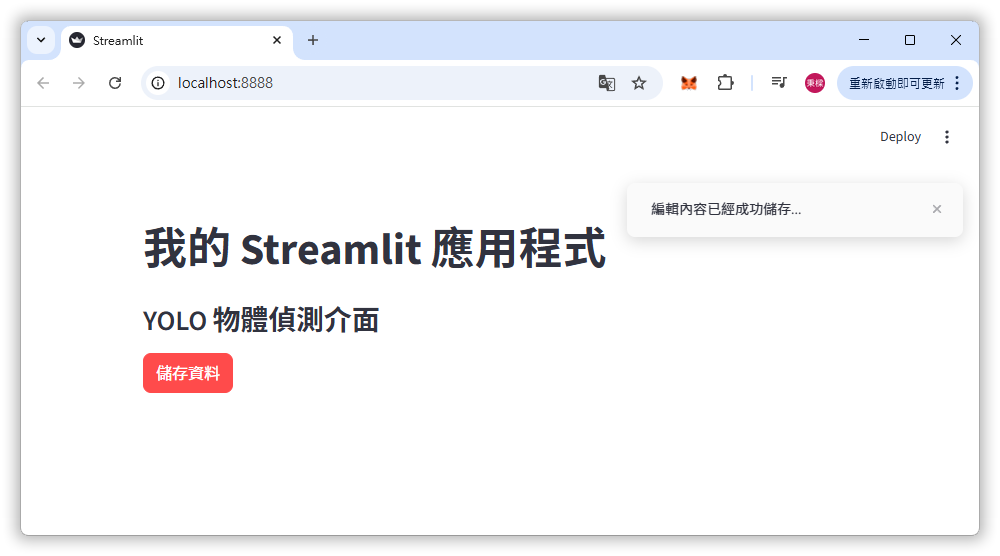 Streamlit
localhost:8888
秉樑
重新啟動即可更新
Deploy
編輯內容已經成功儲存...
我的 Streamlit 應用程式
YOLO 物體偵測介面
儲存資料